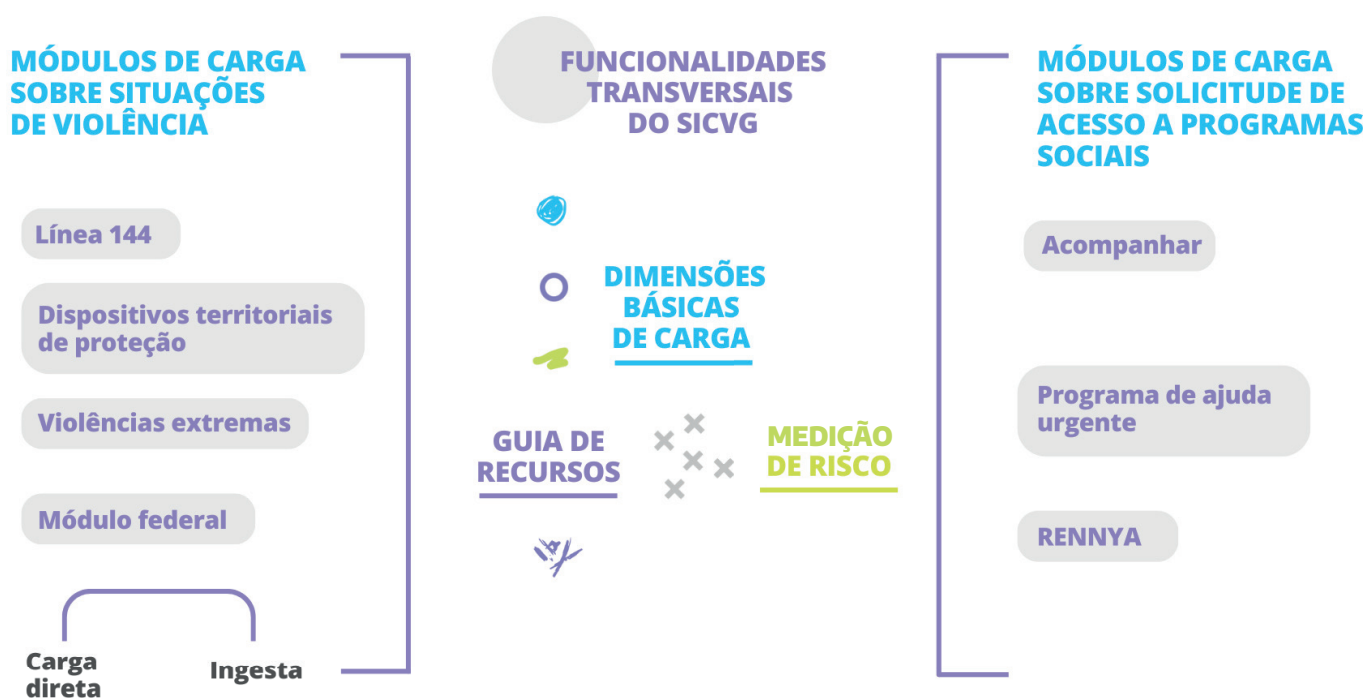 MÓDULOS DE CARGA
SOBRE SITUAÇÕES
DE VIOLÊNCIA
Línea 144
Dispositivos territoriais
de proteção
Violências extremas
Módulo federal
Carga
direta
Ingesta
FUNCIONALIDADES
TRANSVERSAIS
DO SICVG
DIMENSÕES
BÁSICAS
DE CARGA
GUIA DE
RECURSOS
MEDIÇÃO
DE RISCO
MÓDULOS DE CARGA
SOBRE SOLICITUDE DE
ACESSO A PROGRAMAS
SOCIAIS
Acompanhar
Programa de ajuda
urgente
RENNYA